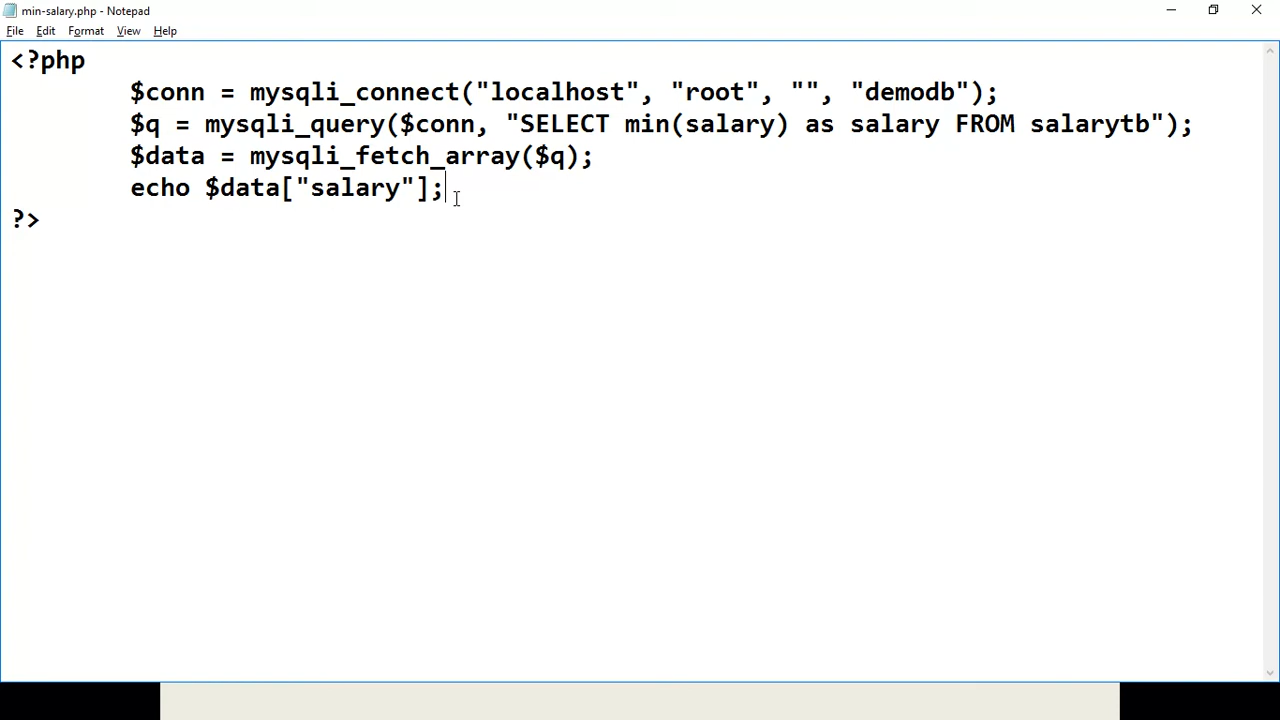 min-salary.php - Notepad
File Edit Format View Help
<?php
$conn = mysqli_connect("localhost", "root", "", "demodb");
$q = mysqli_query($conn, "SELECT min(salary) as salary FROM salarytb");
$data = mysqli_fetch_array($q);
echo $data["salary"];
?>